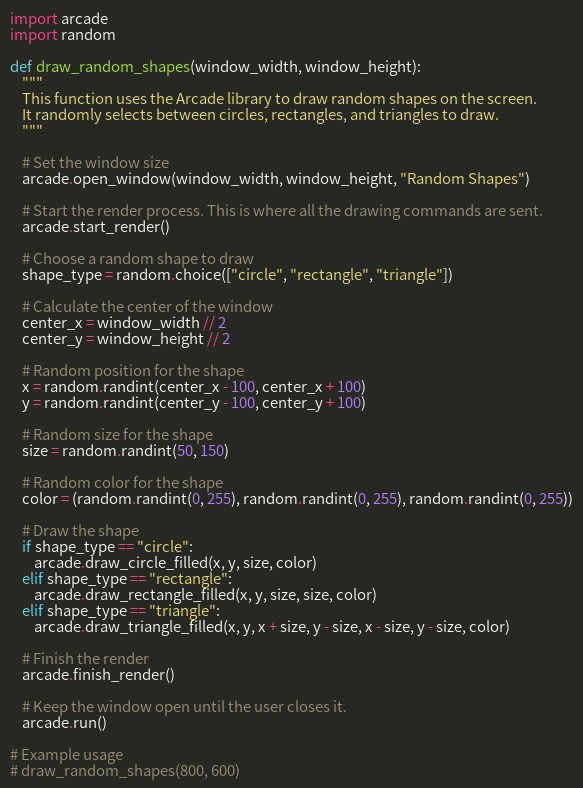 import arcade
import random

def draw_random_shapes(window_width, window_height):
    """
    This function uses the Arcade library to draw random shapes on the screen.
    It randomly selects between circles, rectangles, and triangles to draw.
    """

    # Set the window size
    arcade.open_window(window_width, window_height, "Random Shapes")

    # Start the render process. This is where all the drawing commands are sent.
    arcade.start_render()

    # Choose a random shape to draw
    shape_type = random.choice(["circle", "rectangle", "triangle"])

    # Calculate the center of the window
    center_x = window_width // 2
    center_y = window_height // 2

    # Random position for the shape
    x = random.randint(center_x - 100, center_x + 100)
    y = random.randint(center_y - 100, center_y + 100)

    # Random size for the shape
    size = random.randint(50, 150)

    # Random color for the shape
    color = (random.randint(0, 255), random.randint(0, 255), random.randint(0, 255))

    # Draw the shape
    if shape_type == "circle":
        arcade.draw_circle_filled(x, y, size, color)
    elif shape_type == "rectangle":
        arcade.draw_rectangle_filled(x, y, size, size, color)
    elif shape_type == "triangle":
        arcade.draw_triangle_filled(x, y, x + size, y - size, x - size, y - size, color)

    # Finish the render
    arcade.finish_render()

    # Keep the window open until the user closes it.
    arcade.run()

# Example usage
# draw_random_shapes(800, 600)